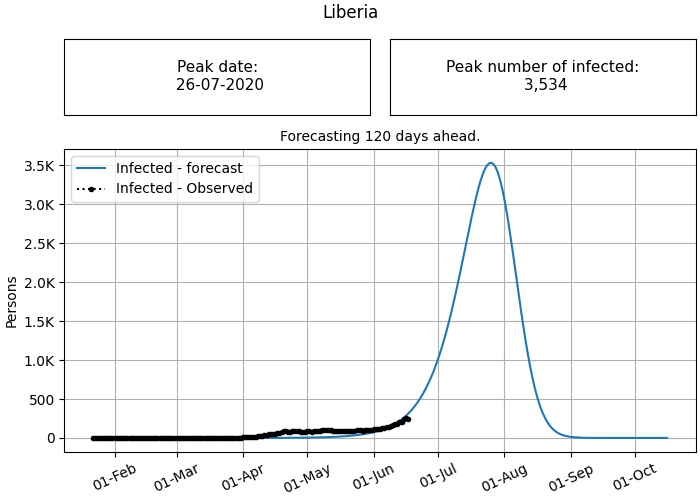 Liberia
Peak date:
26-07-2020
Peak number of infected:
3,534
Forecasting 120 days ahead.
Infected - forecast
Infected - Observed
Persons
3.5K
3.0K
2.5K
2.0K
1.5K
1.0K
500
0
01-Feb
01-Mar
01-Apr
01-May
01-Jun
01-Jul
01-Aug
01-Sep
01-Oct